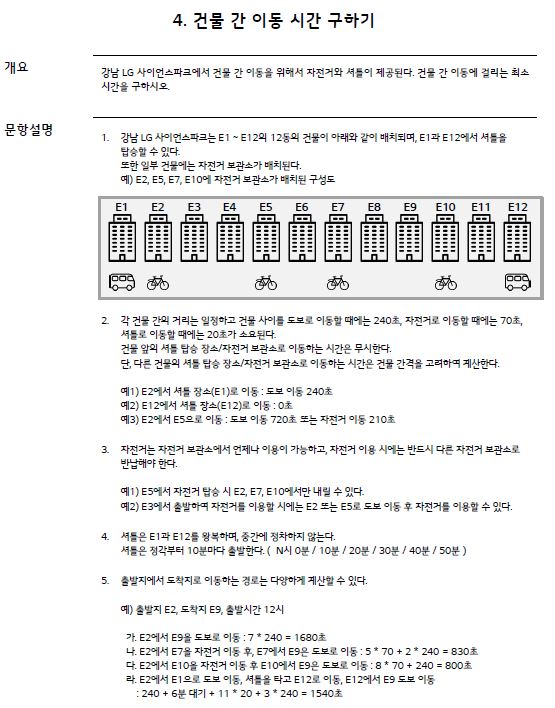 4. 건물 간 이동 시간 구하기
개요
강남 LG 사이언스파크에서 건물 간 이동을 위해서 자전거와 셔틀이 제공된다. 건물 간 이동에 걸리는 최소
시간을 구하시오.
문항설명
1. 강남 LG 사이언스파크는 E1 ~ E12의 12동의 건물이 아래와 같이 배치되며, E1과 E12에서 셔틀을
탑승할 수 있다.
또한 일부 건물에는 자전거 보관소가 배치된다.
예) E2, E5, E7, E10에 자전거 보관소가 배치된 구성도
E1 E2 E3 E4 E5 E6 E7 E8 E9 E10 E11 E12
2. 각 건물 간의 거리는 일정하고 건물 사이를 도보로 이동할 때에는 240초, 자전거로 이동할 때에는 70초,
셔틀로 이동할 때에는 20초가 소요된다.
건물 앞의 셔틀 탑승 장소/자전거 보관소로 이동하는 시간은 무시한다.
단, 다른 건물의 셔틀 탑승 장소/자전거 보관소로 이동하는 시간은 건물 간격을 고려하여 계산한다.
예1) E2에서 셔틀 장소(E1)로 이동 : 도보 이동 240초
예2) E12에서 셔틀 장소(E12)로 이동 : 0초
예3) E2에서 E5으로 이동 : 도보 이동 720초 또는 자전거 이동 210초
3. 자전거는 자전거 보관소에서 언제나 이용이 가능하고, 자전거 이용 시에는 반드시 다른 자전거 보관소로
반납해야 한다.
예1) E5에서 자전거 탑승 시 E2, E7, E10에서만 내릴 수 있다.
예2) E3에서 출발하여 자전거를 이용할 시에는 E2 또는 E5로 도보 이동 후 자전거를 이용할 수 있다.
4. 셔틀은 E1과 E12를 왕복하며, 중간에 정차하지 않는다.
셔틀은 정각부터 10분마다 출발한다. ( N시 0분 / 10분 / 20분 / 30분 / 40분 / 50분 )
5. 출발지에서 도착지로 이동하는 경로는 다양하게 계산할 수 있다.
예) 출발지 E2, 도착지 E9, 출발시간 12시
가. E2에서 E9을 도보로 이동 : 7 * 240 = 1680초
나. E2에서 E7을 자전거 이동 후, E7에서 E9은 도보로 이동 : 5 * 70 + 2 * 240 = 830초
다. E2에서 E10을 자전거 이동 후 E10에서 E9은 도보로 이동 : 8 * 70 + 240 = 800초
라. E2에서 E1으로 도보 이동, 셔틀을 타고 E12로 이동, E12에서 E9 도보 이동
: 240 + 6분 대기 + 11 * 20 + 3 * 240 = 1540초